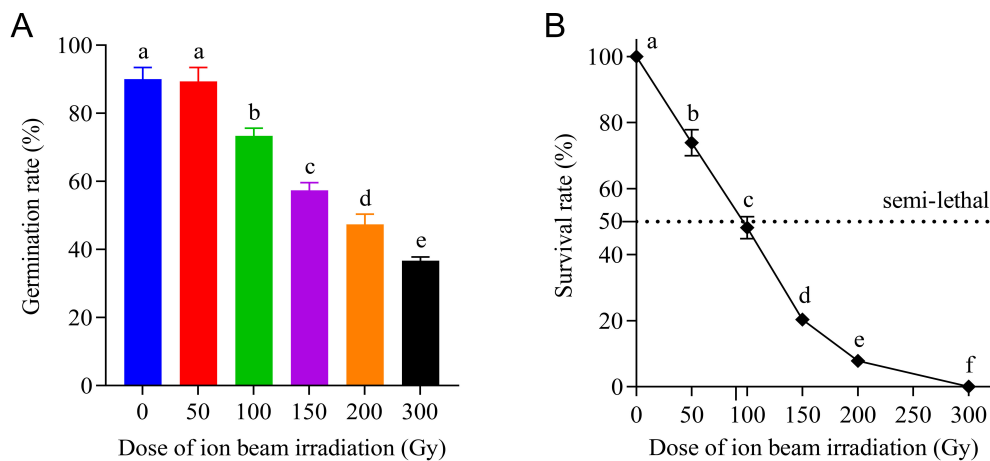 A
Germination rate (%)
100
80
60
40
20
0
a
a
b
c
d
e
0 50 100 150 200 300
Dose of ion beam irradiation (Gy)
B
Survival rate (%)
100
80
60
50
40
20
0
a
b
c
d
e
f
semi-lethal
0 50 100 150 200 250 300
Dose of ion beam irradiation (Gy)